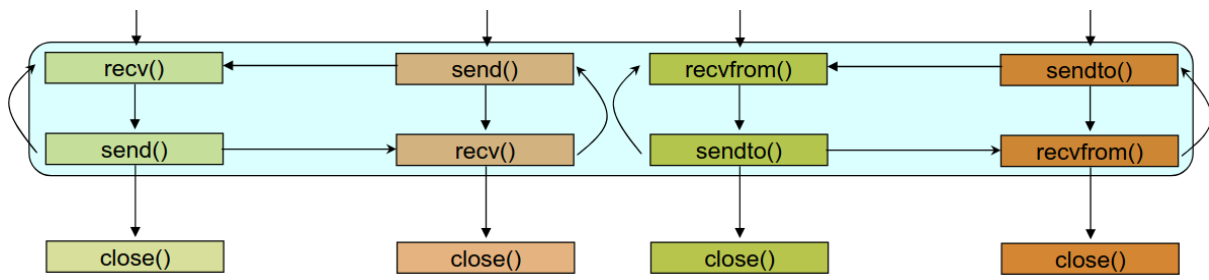 recv()
send()
recvfrom()
sendto()
send()
recv()
sendto()
recvfrom()
close()
close()
close()
close()